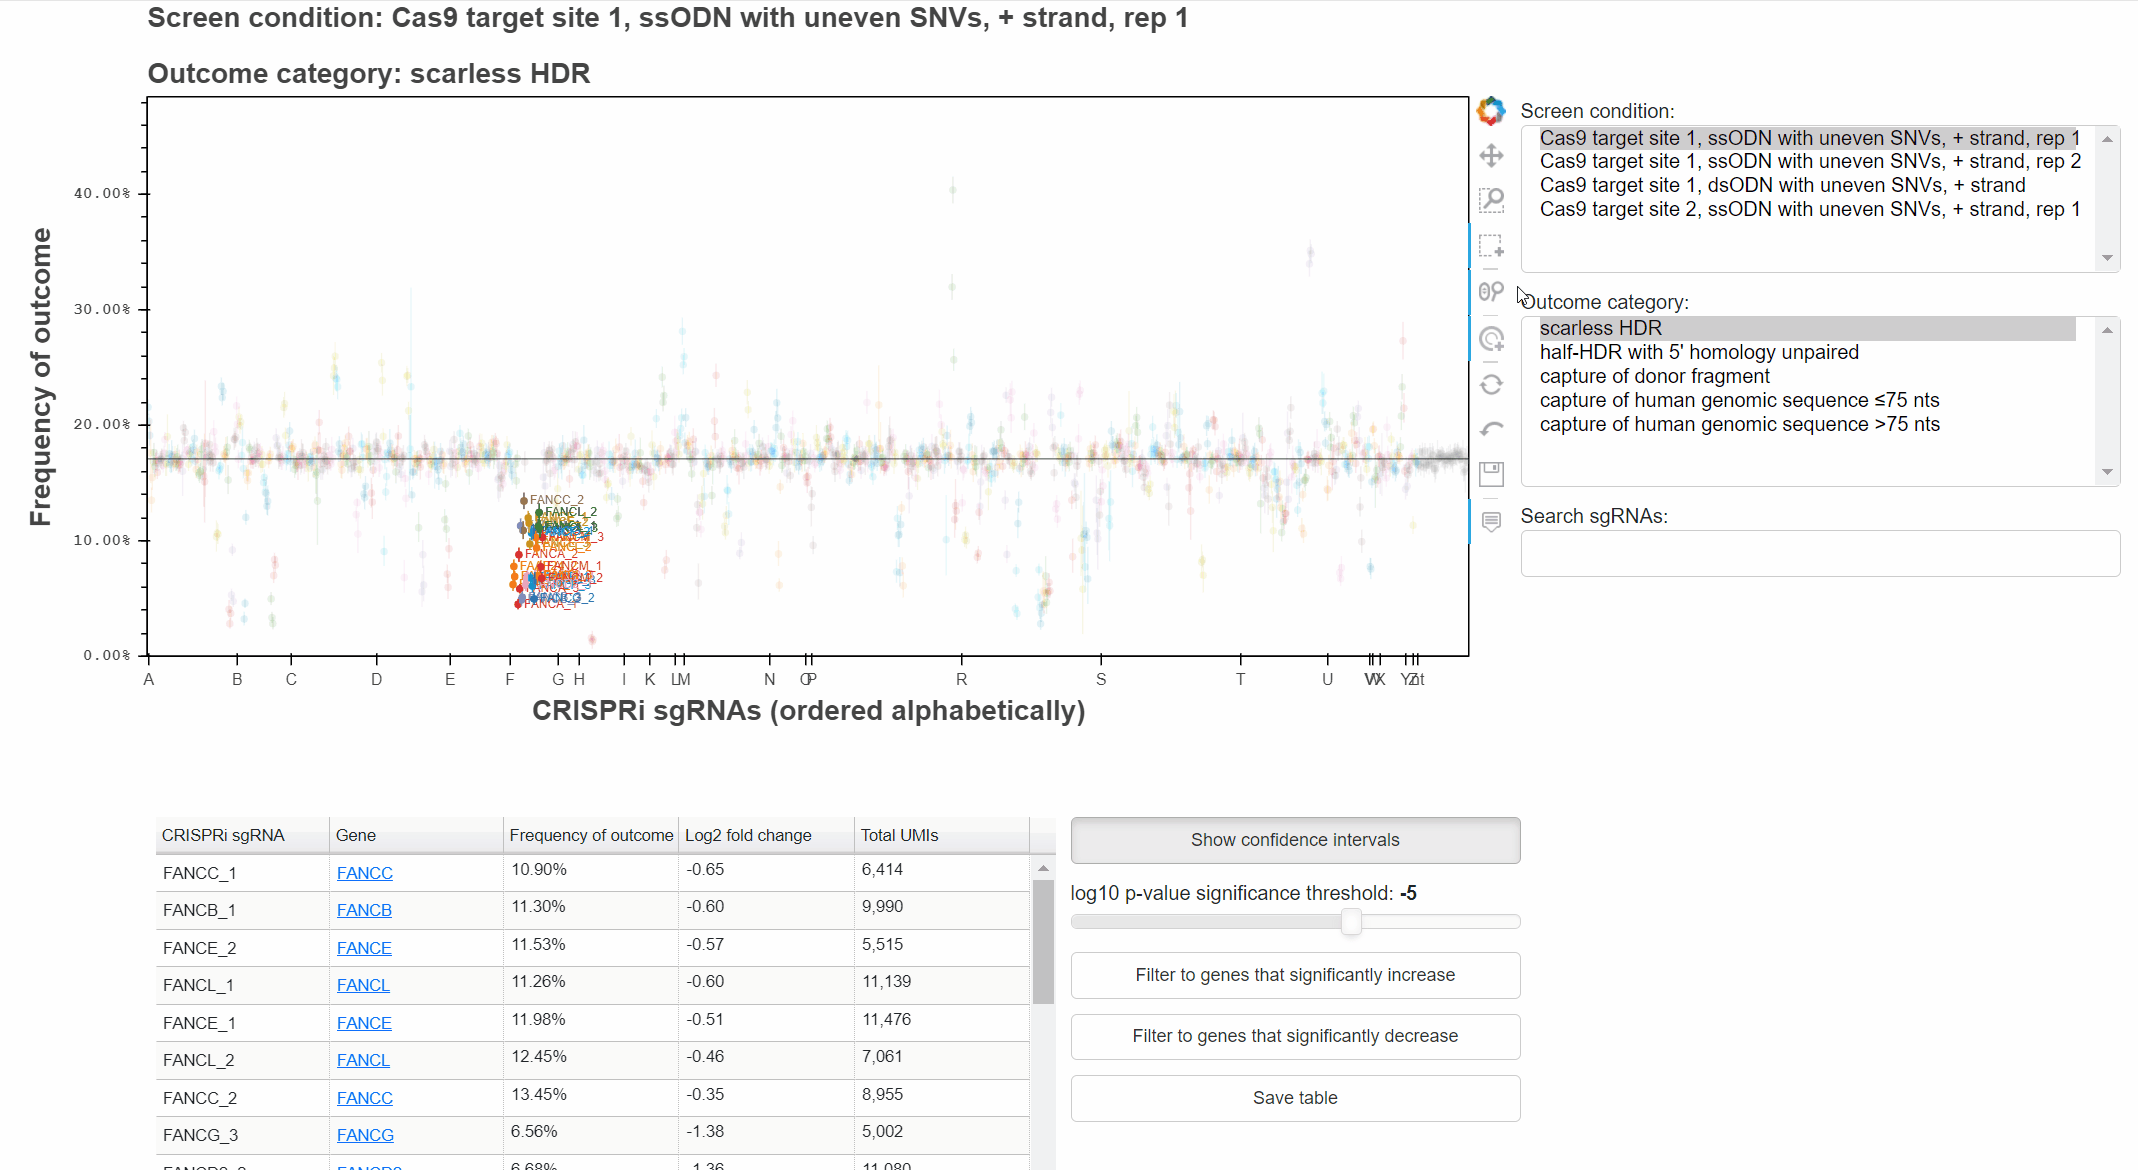 Screen condition: Cas9 target site 1, ssODN with uneven SNVs, + strand, rep 1
Outcome category: scarless HDR
Frequency of outcome
40.00%
30.00%
20.00%
10.00%
0.00%
FANCC_2
FANCL_2
FANCM_3
FANCA_2
FANCM_1
FANCG_2
FANCA_1
A B C D E F G H I K L M N O P R S T U V W X Y Z nt
CRISPRi sgRNAs (ordered alphabetically)
Screen condition:
Cas9 target site 1, ssODN with uneven SNVs, + strand, rep 1
Cas9 target site 1, ssODN with uneven SNVs, + strand, rep 2
Cas9 target site 1, dsODN with uneven SNVs, + strand
Cas9 target site 2, ssODN with uneven SNVs, + strand, rep 1
Outcome category:
scarless HDR
half-HDR with 5' homology unpaired
capture of donor fragment
capture of human genomic sequence ≤75 nts
capture of human genomic sequence >75 nts
Search sgRNAs:
CRISPRi sgRNA Gene Frequency of outcome Log2 fold change Total UMIs
FANCC_1 FANCC 10.90% -0.65 6,414
FANCB_1 FANCB 11.30% -0.60 9,990
FANCE_2 FANCE 11.53% -0.57 5,515
FANCL_1 FANCL 11.26% -0.60 11,139
FANCE_1 FANCE 11.98% -0.51 11,476
FANCL_2 FANCL 12.45% -0.46 7,061
FANCC_2 FANCC 13.45% -0.35 8,955
FANCG_3 FANCG 6.56% -1.38 5,002
6.68% -1.36 11,080
Show confidence intervals
log10 p-value significance threshold: -5
Filter to genes that significantly increase
Filter to genes that significantly decrease
Save table